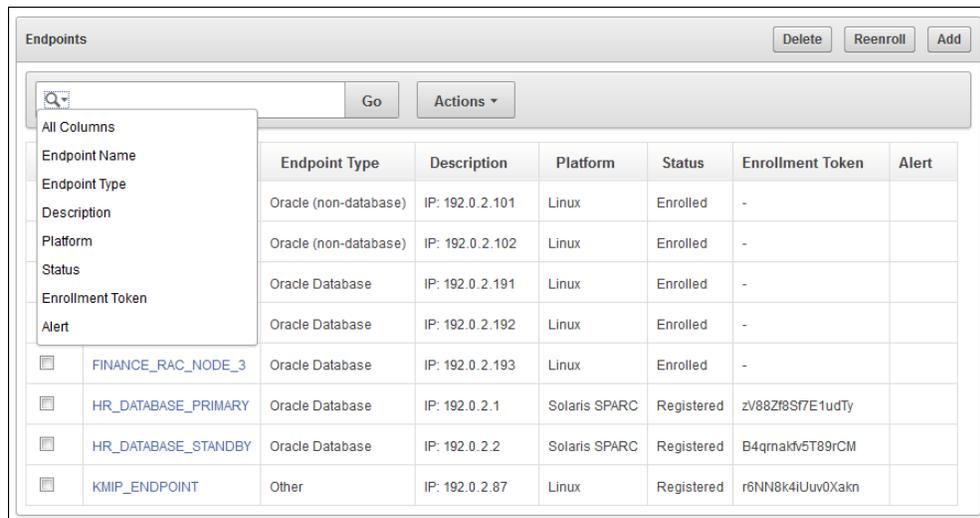 Endpoints Delete Reenroll Add
Go Actions
All Columns
Endpoint Name
Endpoint Type
Description
Platform
Status
Enrollment Token
Alert
Endpoint Type Description Platform Status Enrollment Token Alert
Oracle (non-database) IP: 192.0.2.101 Linux Enrolled -
Oracle (non-database) IP: 192.0.2.102 Linux Enrolled -
Oracle Database IP: 192.0.2.191 Linux Enrolled -
Oracle Database IP: 192.0.2.192 Linux Enrolled -
FINANCE_RAC_NODE_3 Oracle Database IP: 192.0.2.193 Linux Enrolled -
HR_DATABASE_PRIMARY Oracle Database IP: 192.0.2.1 Solaris SPARC Registered zV88Zf8Sf7E1udTy
HR_DATABASE_STANDBY Oracle Database IP: 192.0.2.2 Solaris SPARC Registered B4qrnakfv5T89rCM
KMIP_ENDPOINT Other IP: 192.0.2.87 Linux Registered r6NN8k4iUuv0Xakn